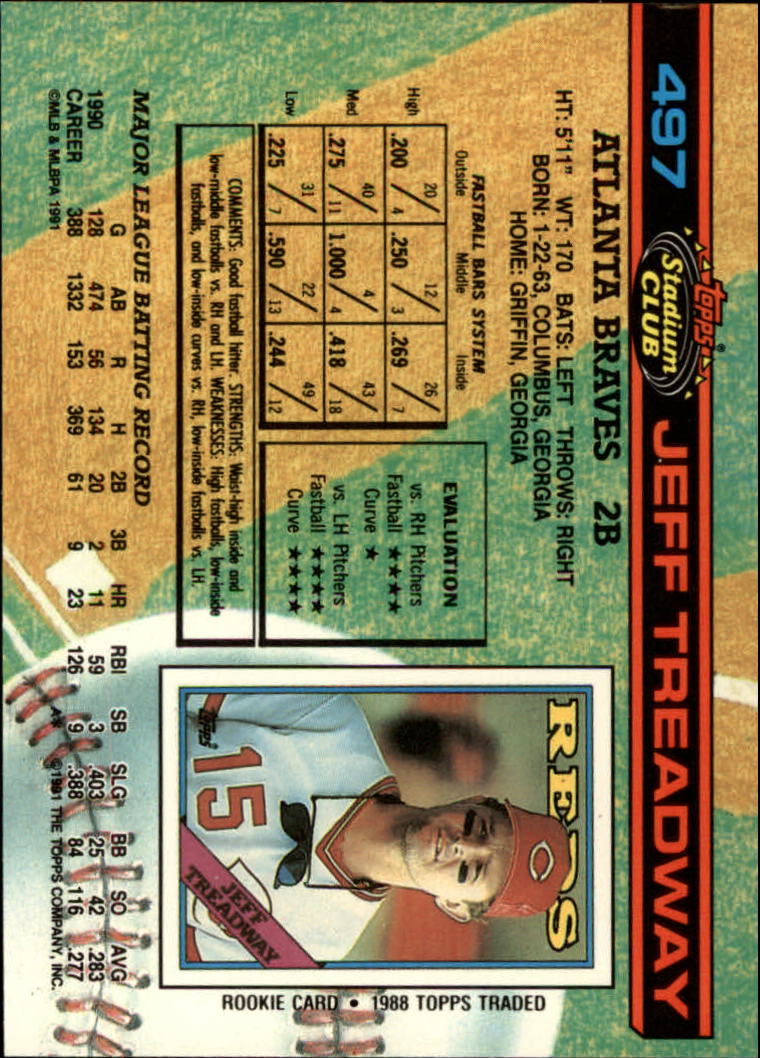 497 topps® Stadium CLUB JEFF TREADWAY
ATLANTA BRAVES 2B
HT: 5'11" WT: 170 BATS: LEFT THROWS: RIGHT
BORN: 1-22-63, COLUMBUS, GEORGIA
HOME: GRIFFIN, GEORGIA
FASTBALL BARS SYSTEM
Outside Middle Inside
High .200 20/4 .250 12/3 .269 26/7
Med .275 40/11 1.000 4/4 .418 43/18
Low .225 31/7 .590 22/13 .244 49/12
EVALUATION
vs. RH Pitchers
Fastball ★★★★
Curve ★
vs. LH Pitchers
Fastball ★★★★
Curve ★★★★
COMMENTS: Good fastball hitter. STRENGTHS: Waist-high inside and
low-middle fastballs vs. RH and LH. WEAKNESSES: High fastballs, low-inside
fastballs, and low-inside curves vs. RH, low-inside fastballs vs. LH.
REDS
15
topps
JEFF
TREADWAY
ROOKIE CARD • 1988 TOPPS TRADED
MAJOR LEAGUE BATTING RECORD
G AB R H 2B 3B HR RBI SB SLG BB SO AVG
1990 128 474 56 134 20 2 11 59 3 .403 25 42 .283
CAREER 388 1332 153 369 61 9 23 126 9 .388 84 116 .277
©MLB & MLBPA 1991 A* ©1991 THE TOPPS COMPANY, INC.